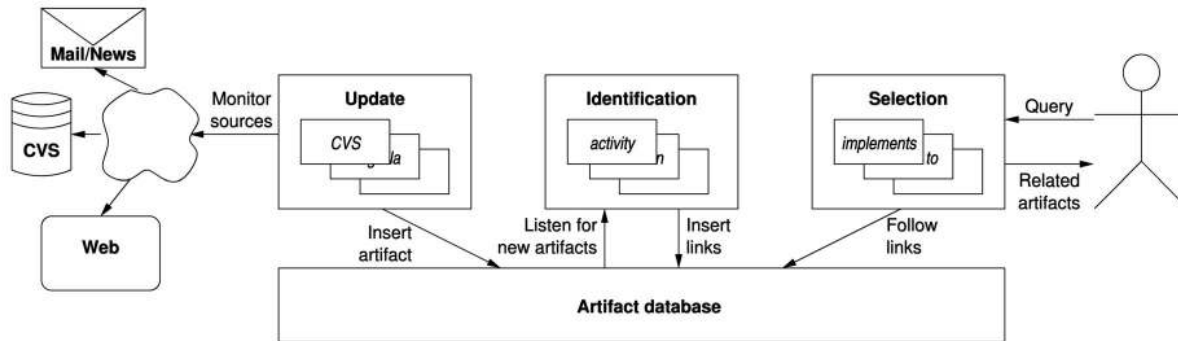 Mail/News
CVS
Web
Monitor
sources
Update
CVS
Insert
artifact
Identification
activity
n
Listen for
new artifacts
Insert
links
Selection
implements
to
Follow
links
Query
Related
artifacts
Artifact database